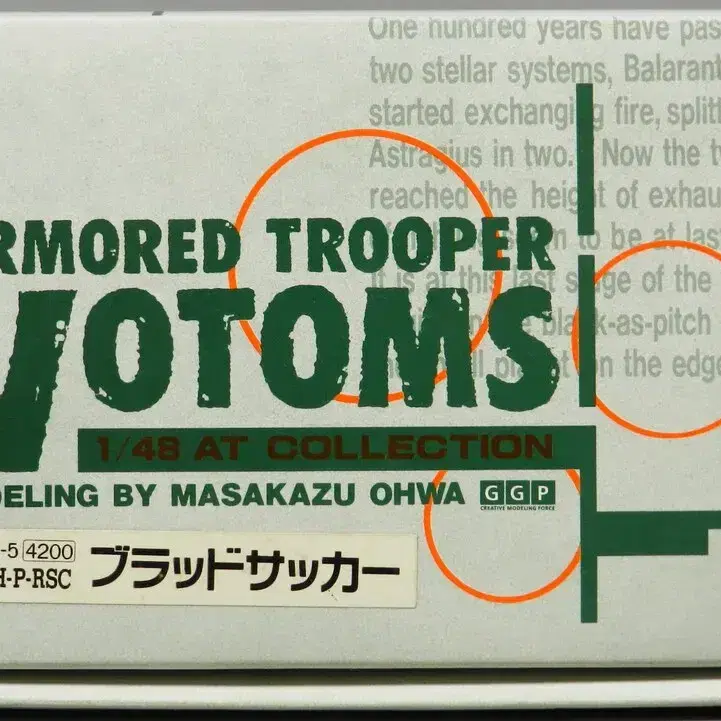 One hundred years have pas
two stellar systems, Balarant
started exchanging fire, split
Astragius in two. Now the t
reached the height of exhau
to be at las
it is at this last stage of the
black-as-pitch
on the edge
RMORED TROOPER
VOTOMS
1/48 AT COLLECTION
DELING BY MASAKAZU OHWA GGP
CREATIVE MODELING FORCE
-5 4200
H-P-RSC ブラッドサッカー